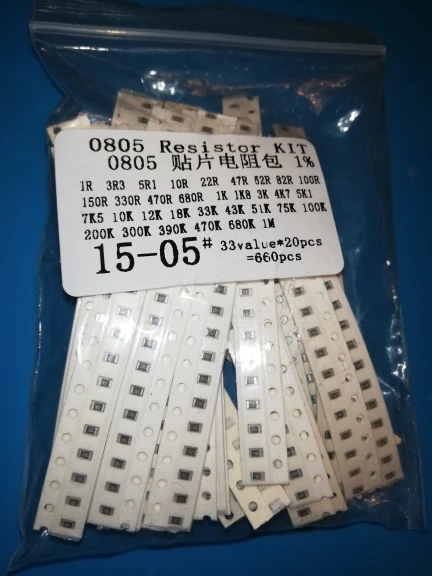 0805 Resistor KIT
0805 贴片电阻包 1%
1R 3R3 5R1 10R 22R 47R 52R 82R 100R
150R 330R 470R 680R 1K 1K8 3K 4K7 5K1
7K5 10K 12K 18K 33K 43K 51K 75K 100K
200K 300K 390K 470K 680K 1M
15-05# 33value*20pcs
=660pcs